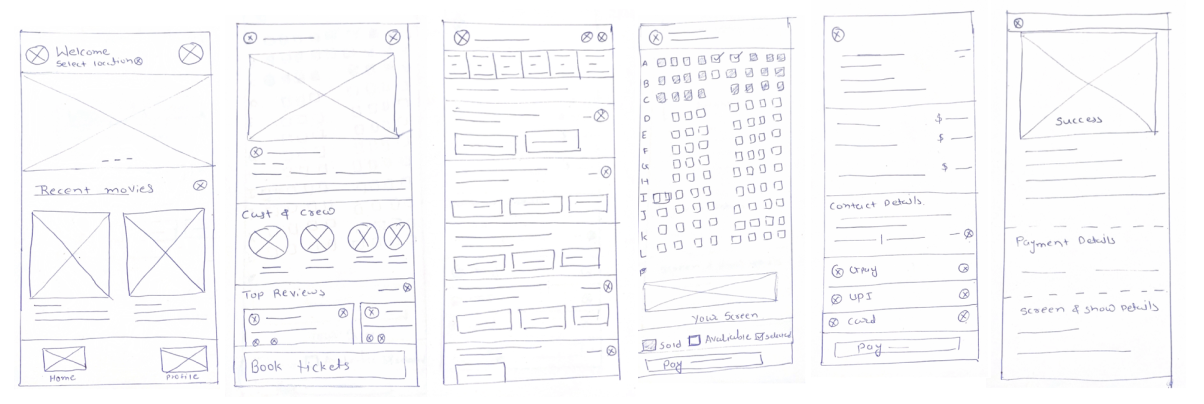 Welcome
Select location
Recent movies
Home
Profile
Cast & crew
Top Reviews
Book tickets
A
B
C
D
E
F
G
H
I
J
K
L
Your Screen
Sold
Available
Pay
$
$
$
Contact Details
Gpay
UPI
Card
Pay
Success
Payment Details
Screen & show Details